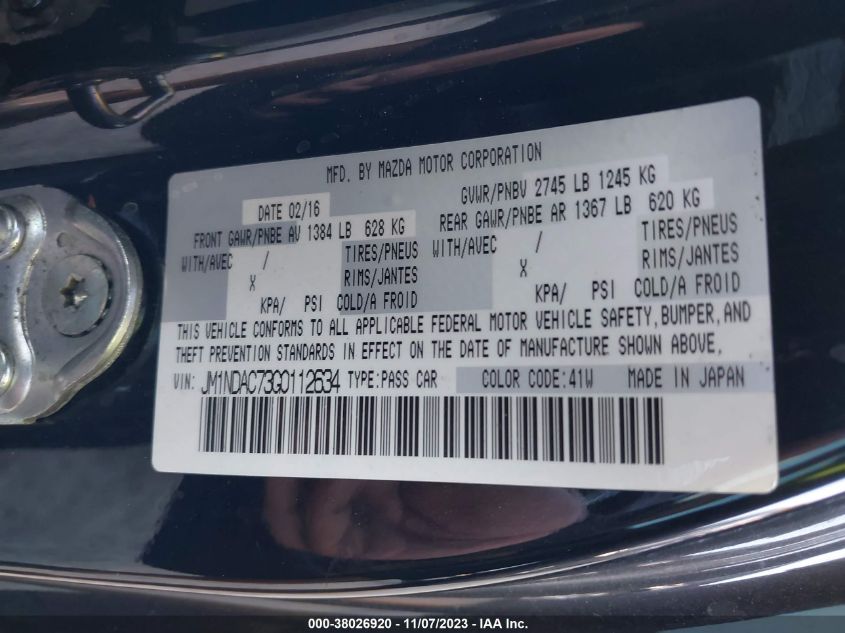 MFD. BY MAZDA MOTOR CORPORATION
DATE 02/16 GVWR/PNBV 2745 LB 1245 KG
FRONT GAWR/PNBE AV 1384 LB 628 KG REAR GAWR/PNBE AR 1367 LB 620 KG
WITH/AVEC / TIRES/PNEUS WITH/AVEC / TIRES/PNEUS
X RIMS/JANTES X RIMS/JANTES
KPA/ PSI COLD/A FROID KPA/ PSI COLD/A FROID
THIS VEHICLE CONFORMS TO ALL APPLICABLE FEDERAL MOTOR VEHICLE SAFETY, BUMPER, AND
THEFT PREVENTION STANDARDS IN EFFECT ON THE DATE OF MANUFACTURE SHOWN ABOVE.
VIN: JM1NDAC73G0112634 TYPE:PASS CAR COLOR CODE:41W MADE IN JAPAN
000-38026920 - 11/07/2023 - IAA Inc.